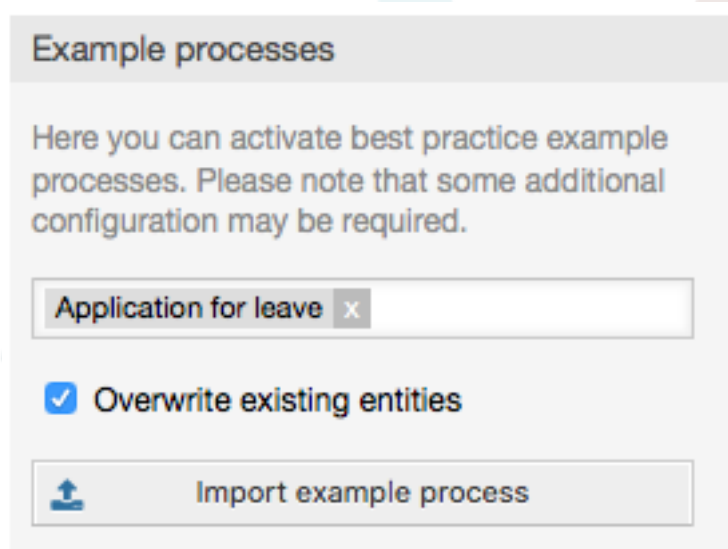 Example processes
Here you can activate best practice example
processes. Please note that some additional
configuration may be required.
Application for leave x
Overwrite existing entities
Import example process